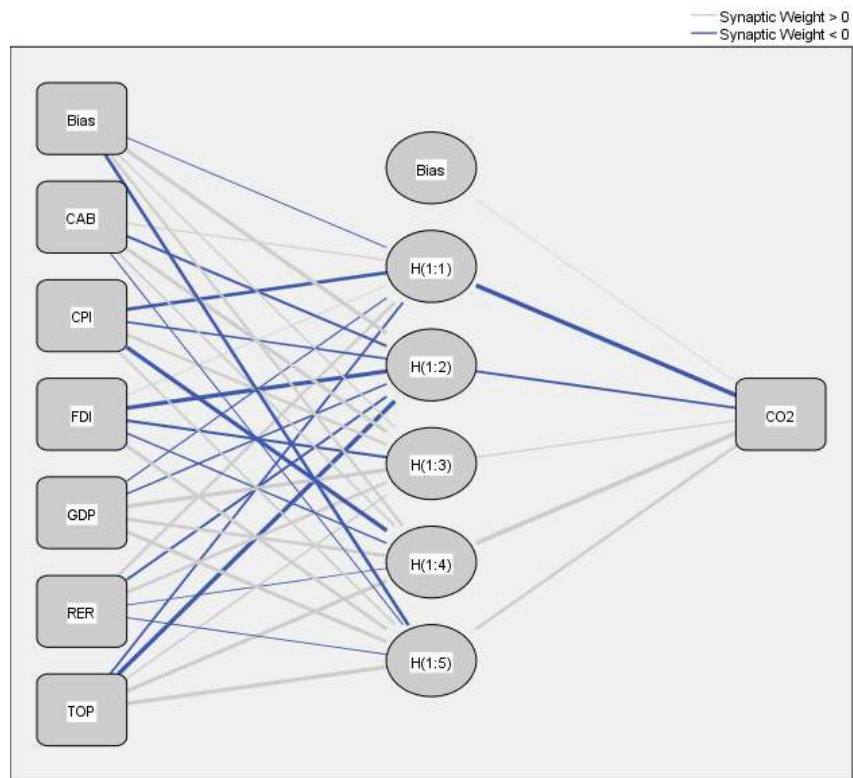 Synaptic Weight > 0
Synaptic Weight < 0
Bias
CAB
CPI
FDI
GDP
RER
TOP
Bias
H(1:1)
H(1:2)
H(1:3)
H(1:4)
H(1:5)
CO2